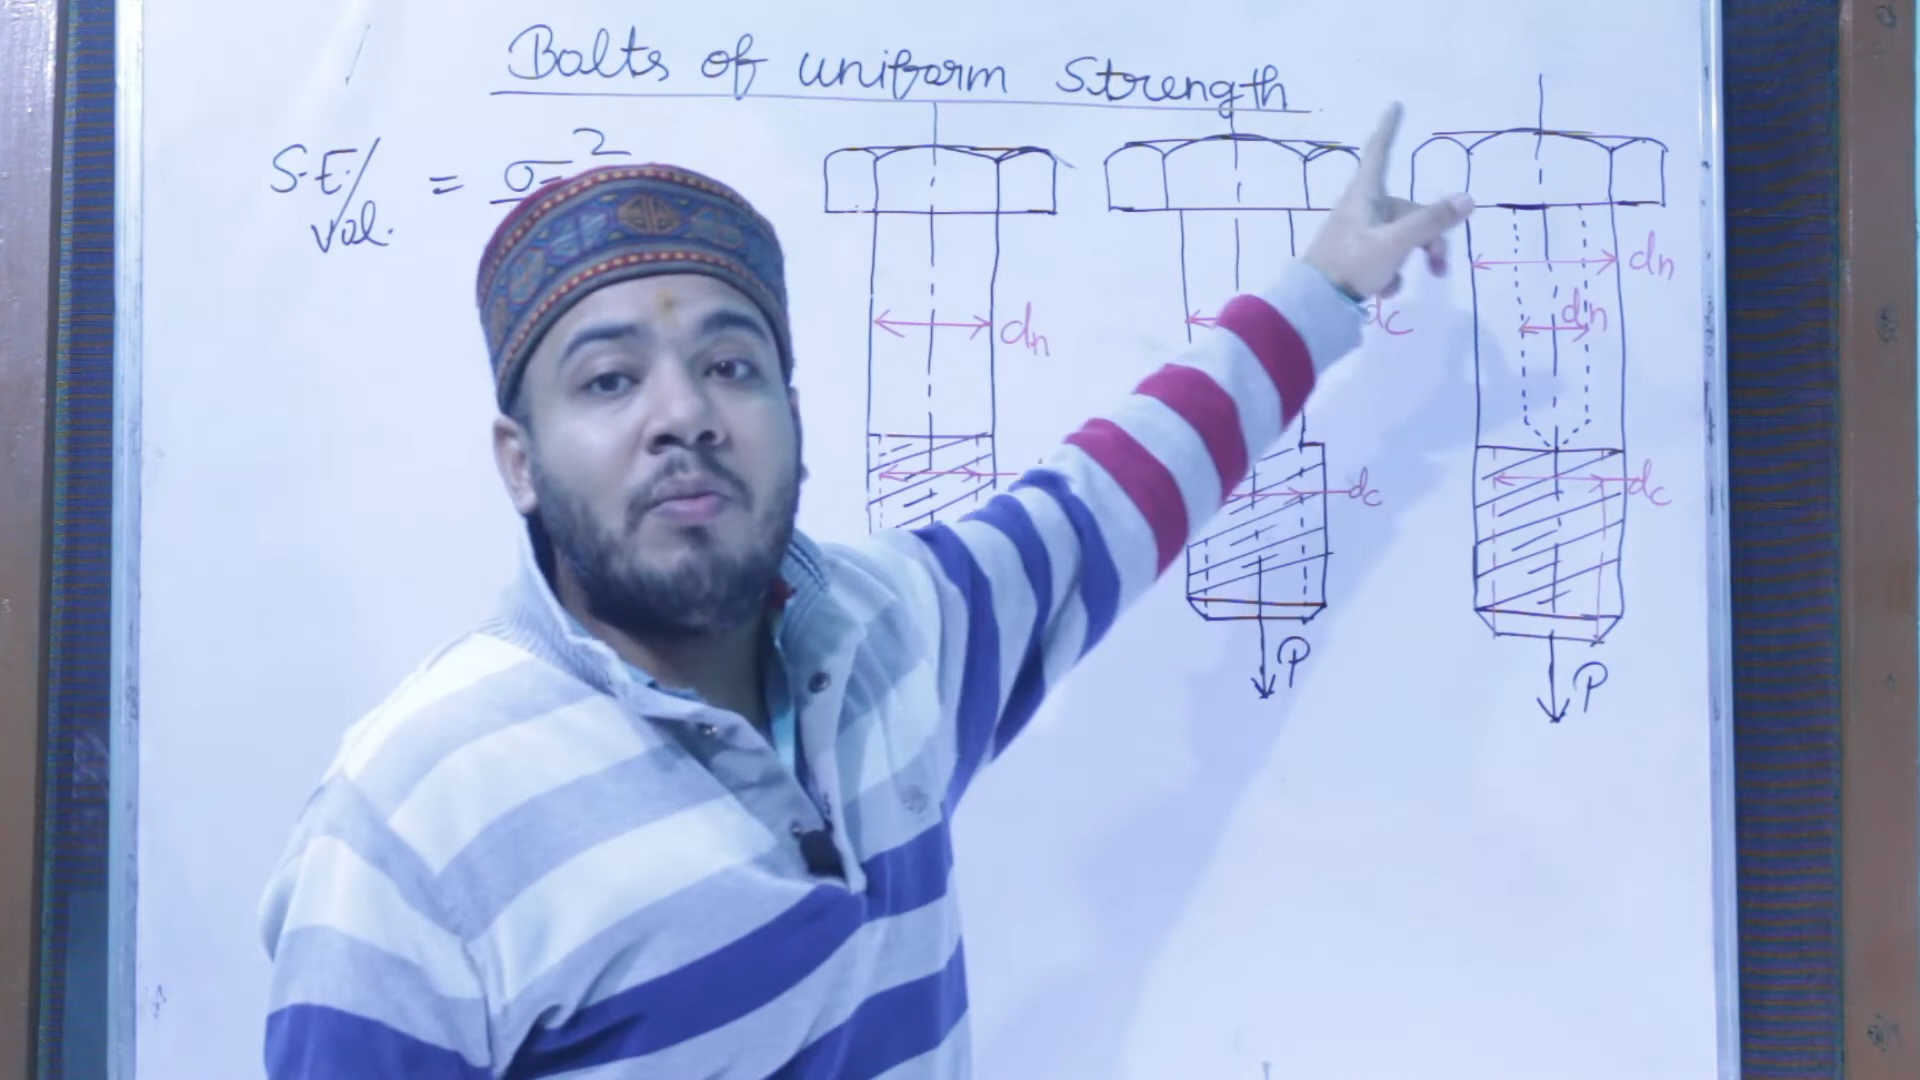 Bolts of uniform Strength
S.E./Vol. = σ²
dn
dc
dn
dn
dc
dc
P
P